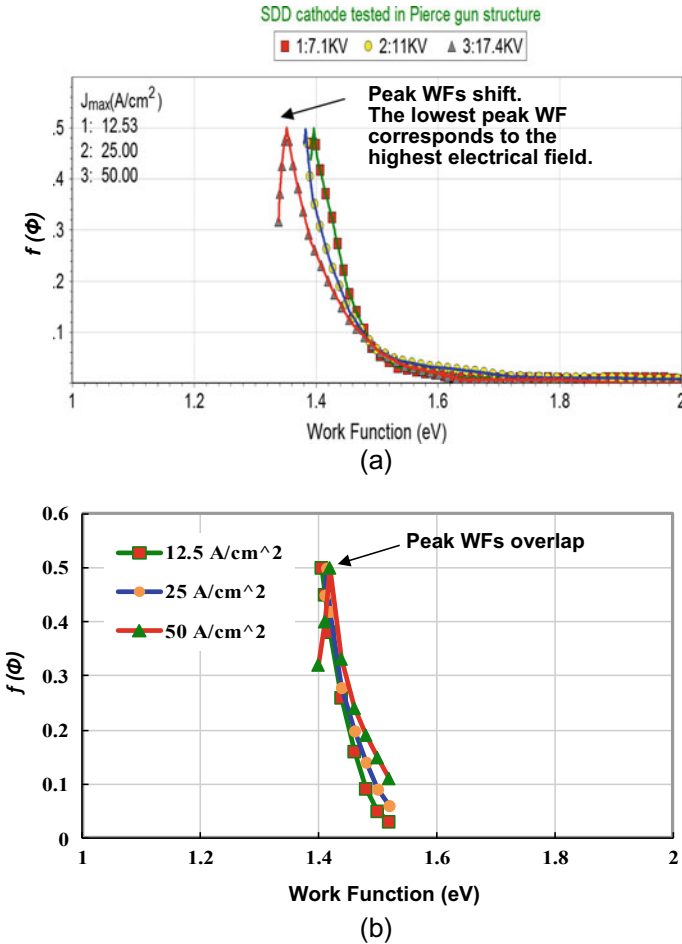 SDD cathode tested in Pierce gun structure
1:7.1KV 2:11KV 3:17.4KV
Jmax(A/cm²)
1: 12.53
2: 25.00
3: 50.00
Peak WFs shift.
The lowest peak WF
corresponds to the
highest electrical field.
.5
.4
.3
.2
.1
f (Φ)
1 1.2 1.4 1.6 1.8 2
Work Function (eV)
(a)
0.6
0.5
0.4
0.3
0.2
0.1
0
f (Φ)
12.5 A/cm^2
25 A/cm^2
50 A/cm^2
Peak WFs overlap
1 1.2 1.4 1.6 1.8 2
Work Function (eV)
(b)